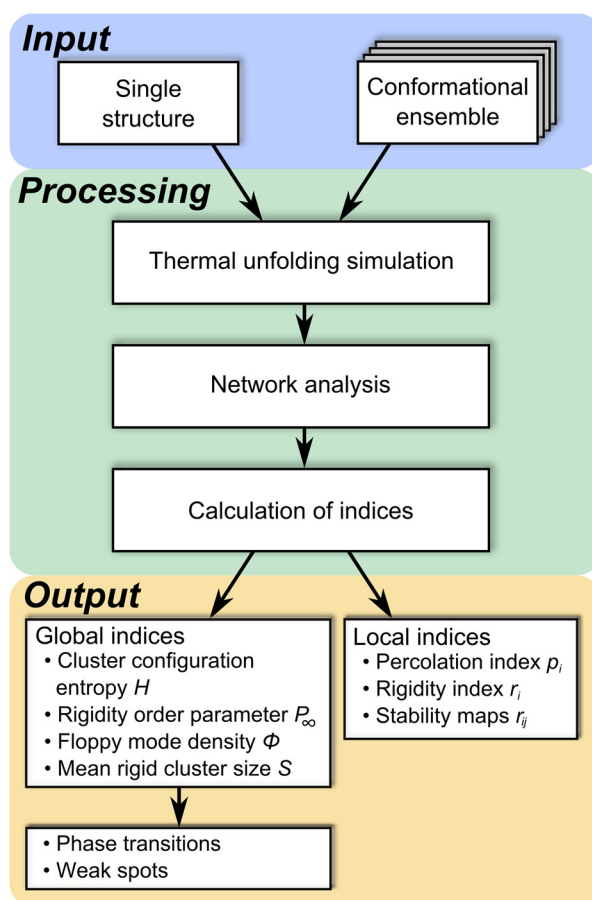 Input
Single
structure
Conformational
ensemble
Processing
Thermal unfolding simulation
Network analysis
Calculation of indices
Output
Global indices
• Cluster configuration
entropy H
• Rigidity order parameter P∞
• Floppy mode density Φ
• Mean rigid cluster size S
Local indices
• Percolation index pi
• Rigidity index ri
• Stability maps rij
• Phase transitions
• Weak spots